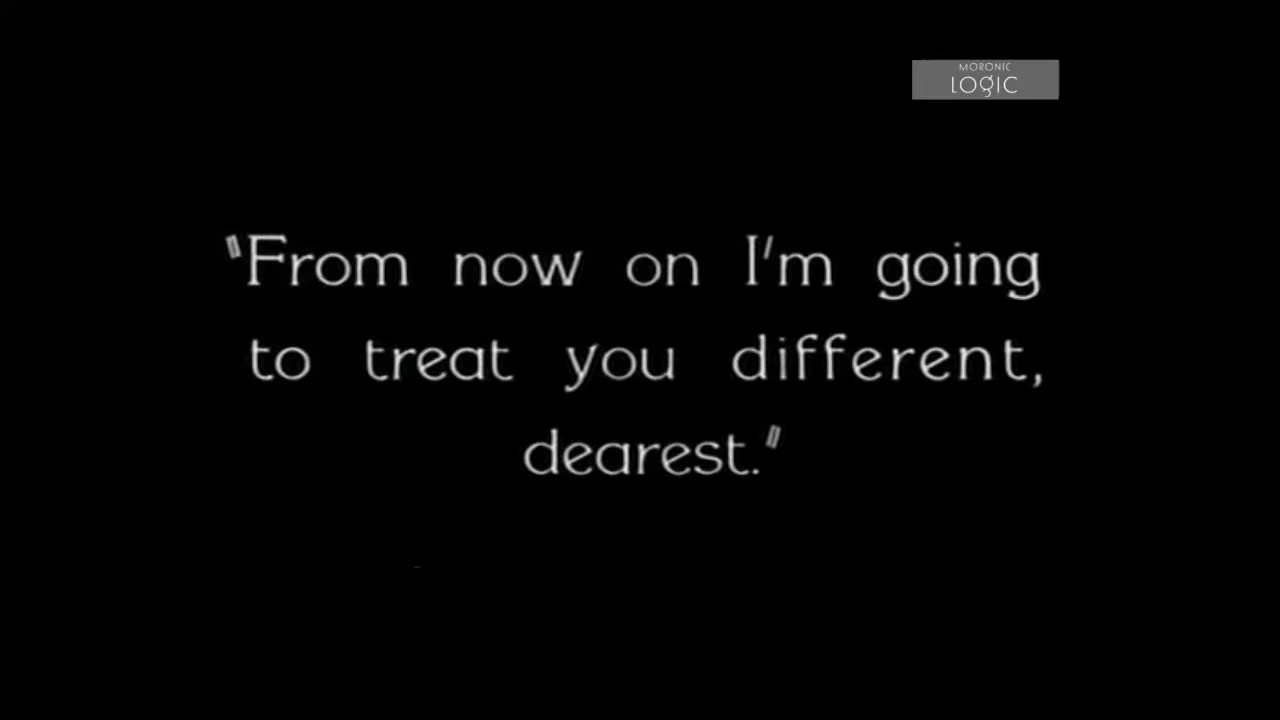 MORONIC
LOGIC
"From now on I'm going
to treat you different,
dearest."